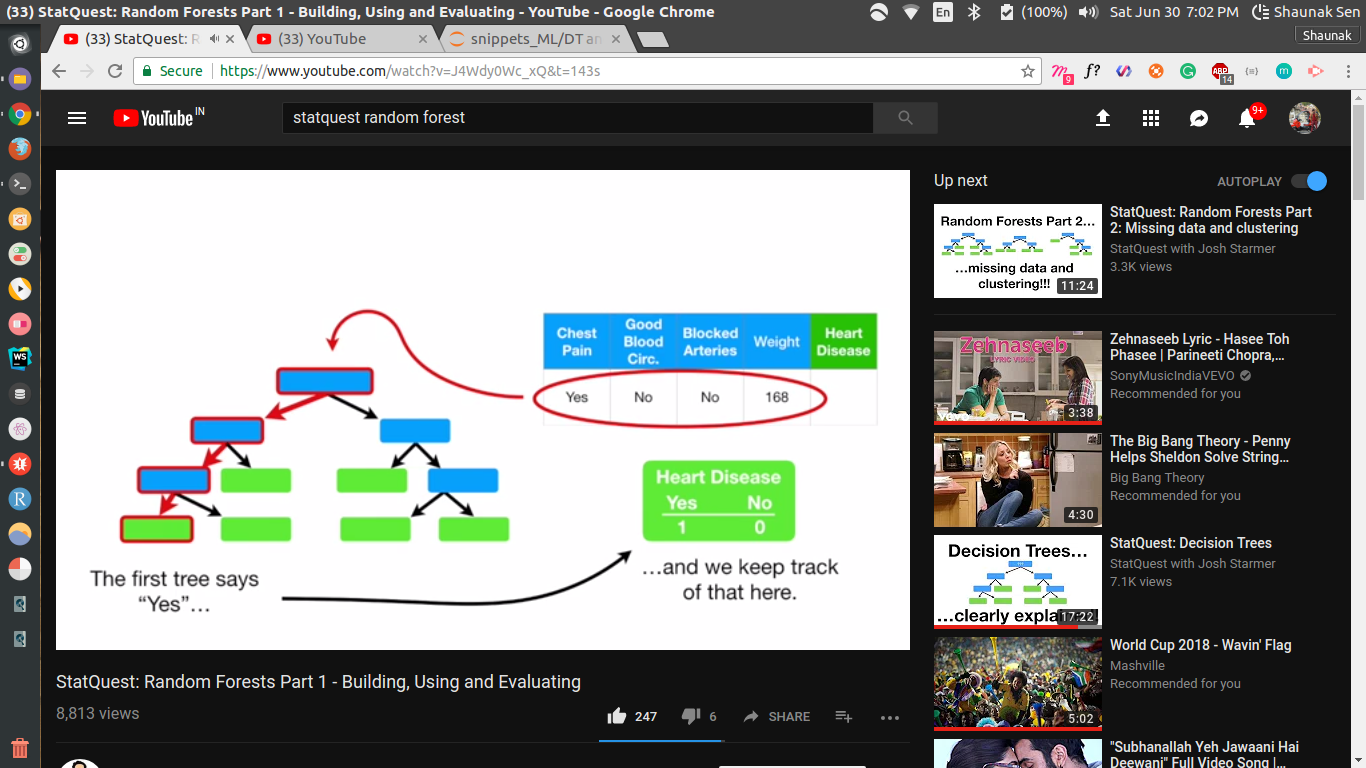 (33) StatQuest: Random Forests Part 1 - Building, Using and Evaluating - YouTube - Google Chrome
En
(100%)
Sat Jun 30 7:02 PM
Shaunak Sen
(33) StatQuest: R
(33) YouTube
snippets_ML/DT an
Shaunak
Secure
https://www.youtube.com/watch?v=J4Wdy0Wc_xQ&t=143s
9
f?
ABP
14
m
YouTube IN
statquest random forest
9+
WS
R
Chest Pain
Good Blood Circ.
Blocked Arteries
Weight
Heart Disease
Yes
No
No
168
Heart Disease
Yes No
1 0
The first tree says
“Yes”…
…and we keep track
of that here.
StatQuest: Random Forests Part 1 - Building, Using and Evaluating
8,813 views
247
6
SHARE
Up next
AUTOPLAY
Random Forests Part 2...
...missing data and
clustering!!!
11:24
StatQuest: Random Forests Part
2: Missing data and clustering
StatQuest with Josh Starmer
3.3K views
Zehnaseeb
LYRIC VIDEO
vevo
3:38
Zehnaseeb Lyric - Hasee Toh
Phasee | Parineeti Chopra,...
SonyMusicIndiaVEVO
Recommended for you
4:30
The Big Bang Theory - Penny
Helps Sheldon Solve String...
Big Bang Theory
Recommended for you
Decision Trees...
...clearly expla
17:22
StatQuest: Decision Trees
StatQuest with Josh Starmer
7.1K views
5:02
World Cup 2018 - Wavin' Flag
Mashville
Recommended for you
"Subhanallah Yeh Jawaani Hai
Deewani" Full Video Song |...